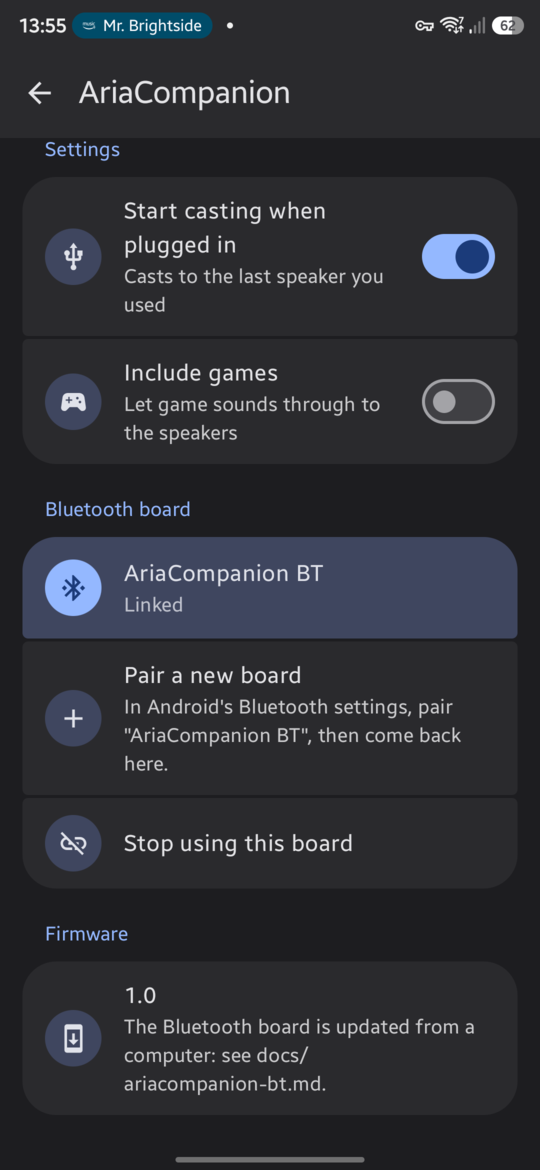 13:55 Mr. Brightside 62
AriaCompanion
Settings
Start casting when
plugged in
Casts to the last speaker you
used
Include games
Let game sounds through to
the speakers
Bluetooth board
AriaCompanion BT
Linked
Pair a new board
In Android's Bluetooth settings, pair
"AriaCompanion BT", then come back
here.
Stop using this board
Firmware
1.0
The Bluetooth board is updated from a
computer: see docs/
ariacompanion-bt.md.